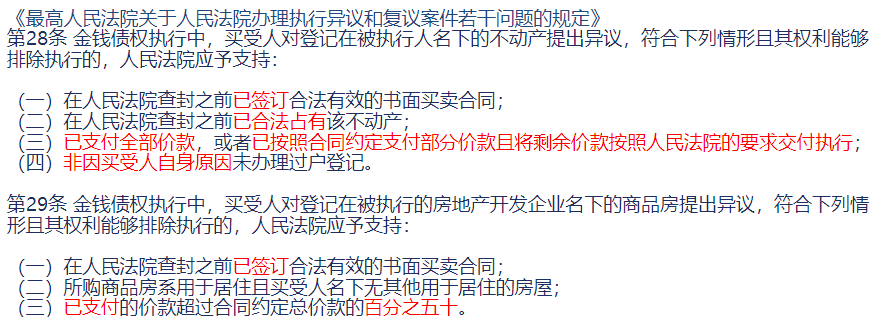 《最高人民法院关于人民法院办理执行异议和复议案件若干问题的规定》
第28条 金钱债权执行中，买受人对登记在被执行人名下的不动产提出异议，符合下列情形且其权利能够
排除执行的，人民法院应予支持：
（一）在人民法院查封之前已签订合法有效的书面买卖合同；
（二）在人民法院查封之前已合法占有该不动产；
（三）已支付全部价款，或者已按照合同约定支付部分价款且将剩余价款按照人民法院的要求交付执行；
（四）非因买受人自身原因未办理过户登记。
第29条 金钱债权执行中，买受人对登记在被执行的房地产开发企业名下的商品房提出异议，符合下列情
形且其权利能够排除执行的，人民法院应予支持：
（一）在人民法院查封之前已签订合法有效的书面买卖合同；
（二）所购商品房系用于居住且买受人名下无其他用于居住的房屋；
（三）已支付的价款超过合同约定总价款的百分之五十。